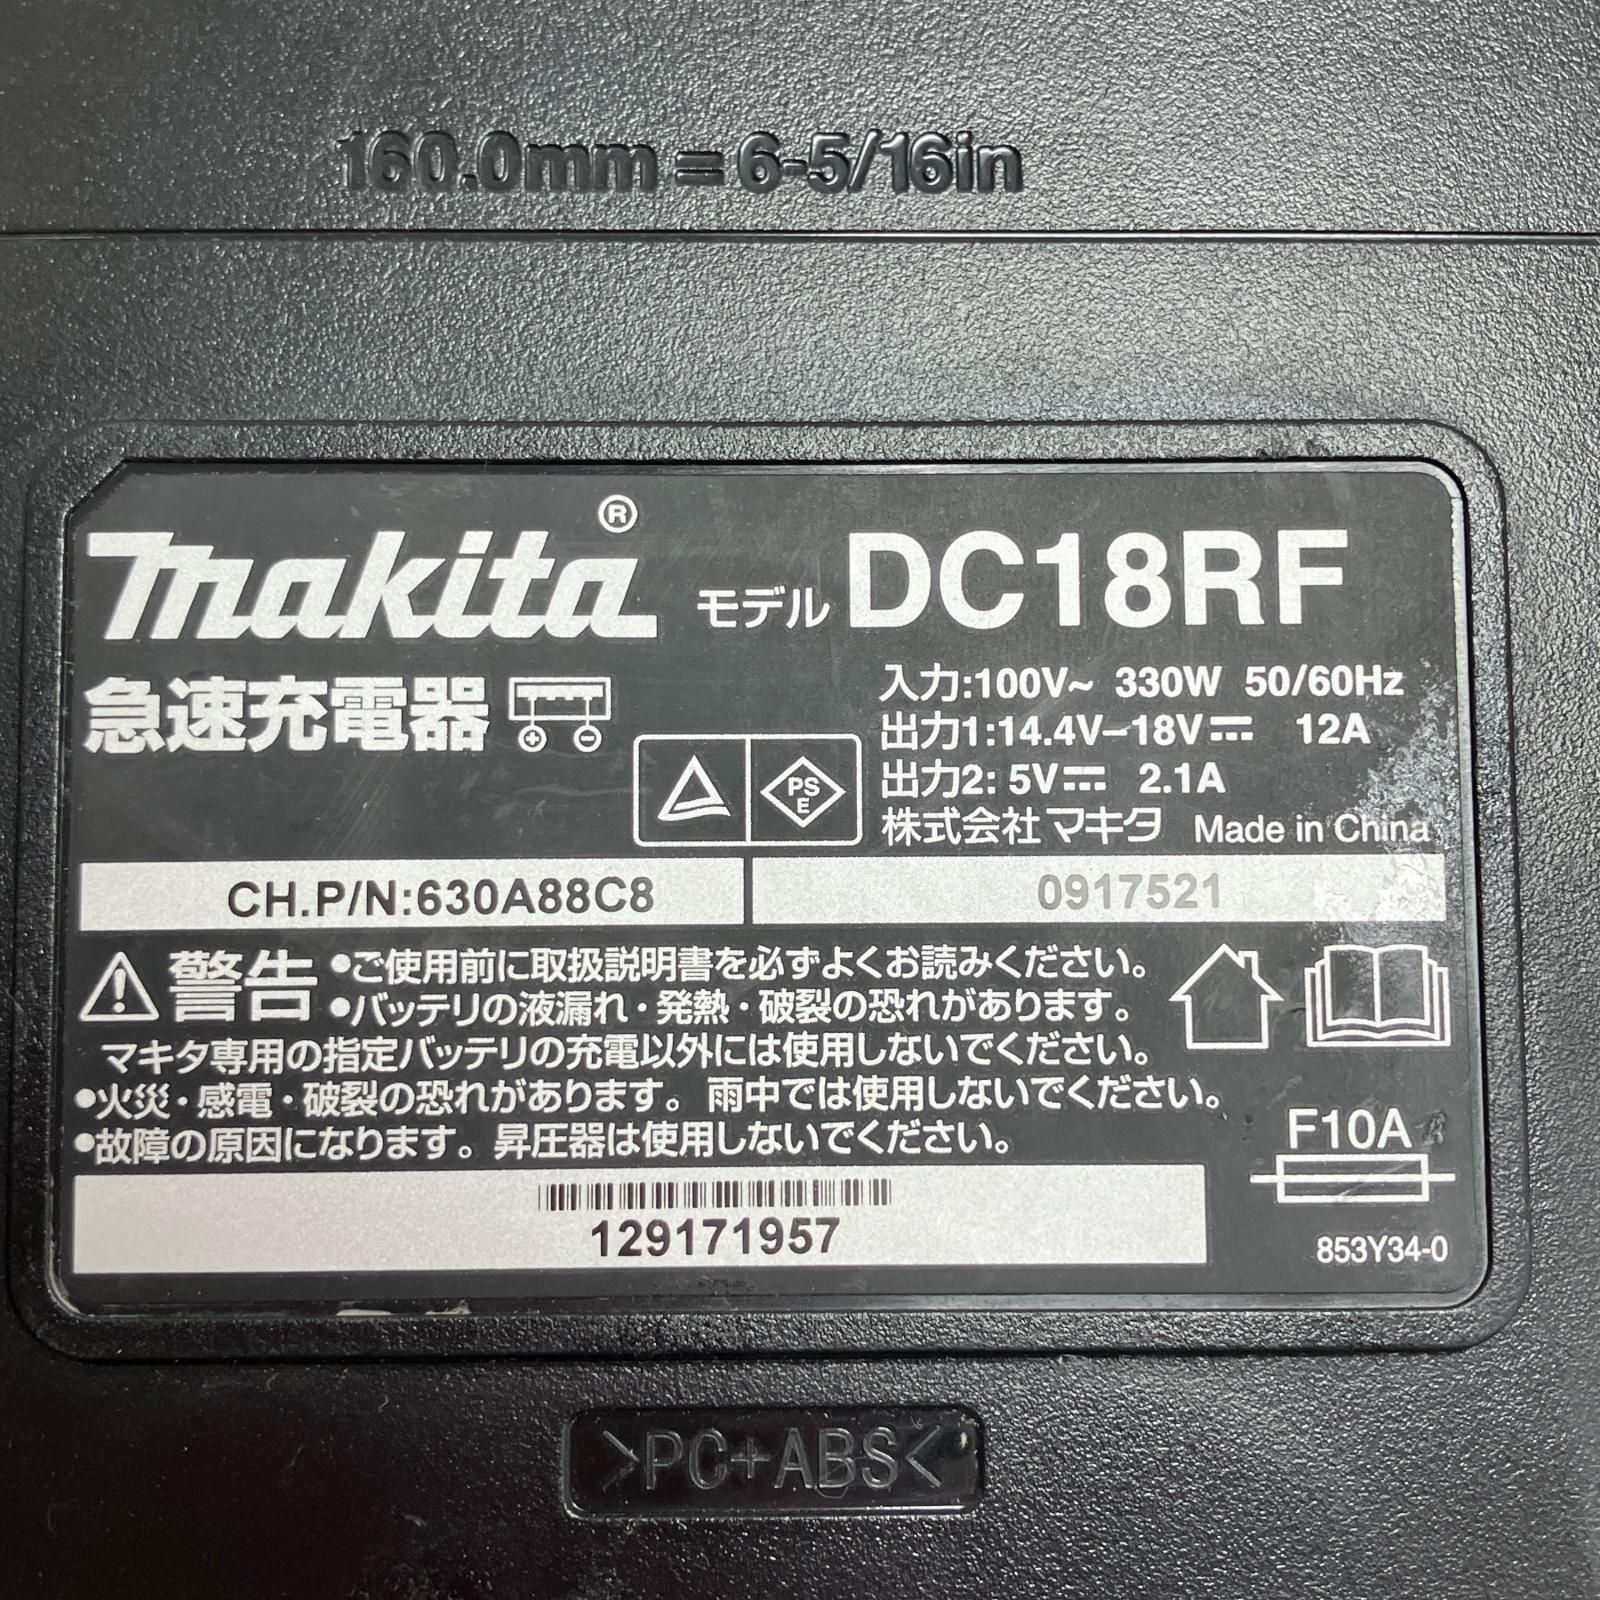 160.0mm=6-5/16in
makita® モデル DC18RF
急速充電器
入力:100V~ 330W 50/60Hz
出力1:14.4V–18V⎓ 12A
出力2: 5V⎓ 2.1A
PS
E
株式会社マキタ Made in China
CH.P/N:630A88C8 0917521
警告 •ご使用前に取扱説明書を必ずよくお読みください。
•バッテリの液漏れ・発熱・破裂の恐れがあります。
マキタ専用の指定バッテリの充電以外には使用しないでください。
•火災・感電・破裂の恐れがあります。雨中では使用しないでください。
•故障の原因になります。昇圧器は使用しないでください。
F10A
129171957
853Y34-0
>PC+ABS<